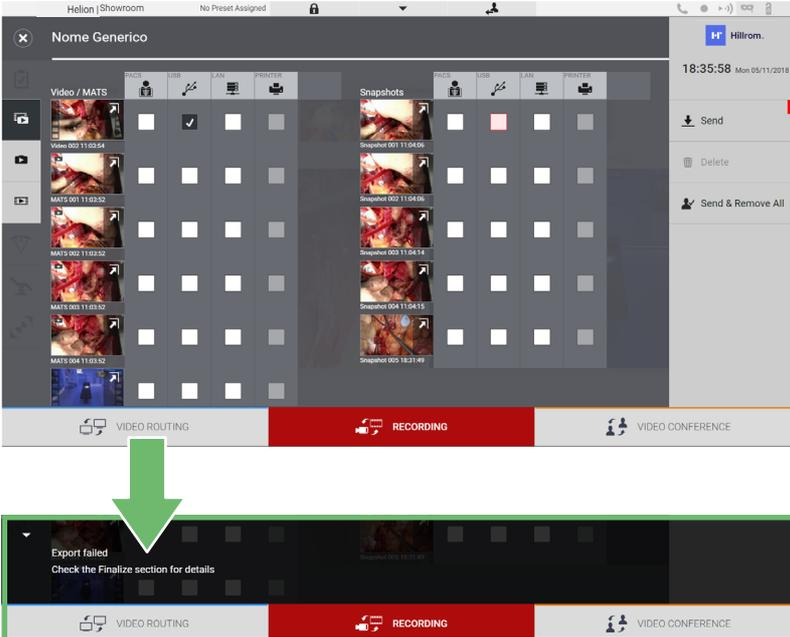 Helion | Showroom
No Preset Assigned
Nome Generico
Hillrom.
18:35:58 Mon 05/11/2018
Video / MATS
PACS USB LAN PRINTER
Snapshots
PACS USB LAN PRINTER
Video 002 11:03:54
Snapshot 001 11:04:06
Send
MATS 001 11:03:52
Snapshot 002 11:04:06
Delete
MATS 002 11:03:52
Snapshot 003 11:04:14
Send & Remove All
MATS 003 11:03:52
Snapshot 004 11:04:15
MATS 004 11:03:52
Snapshot 005 18:31:49
VIDEO ROUTING
RECORDING
VIDEO CONFERENCE
Export failed
Snapshot 005 18:31:49
Check the Finalize section for details
VIDEO ROUTING
RECORDING
VIDEO CONFERENCE